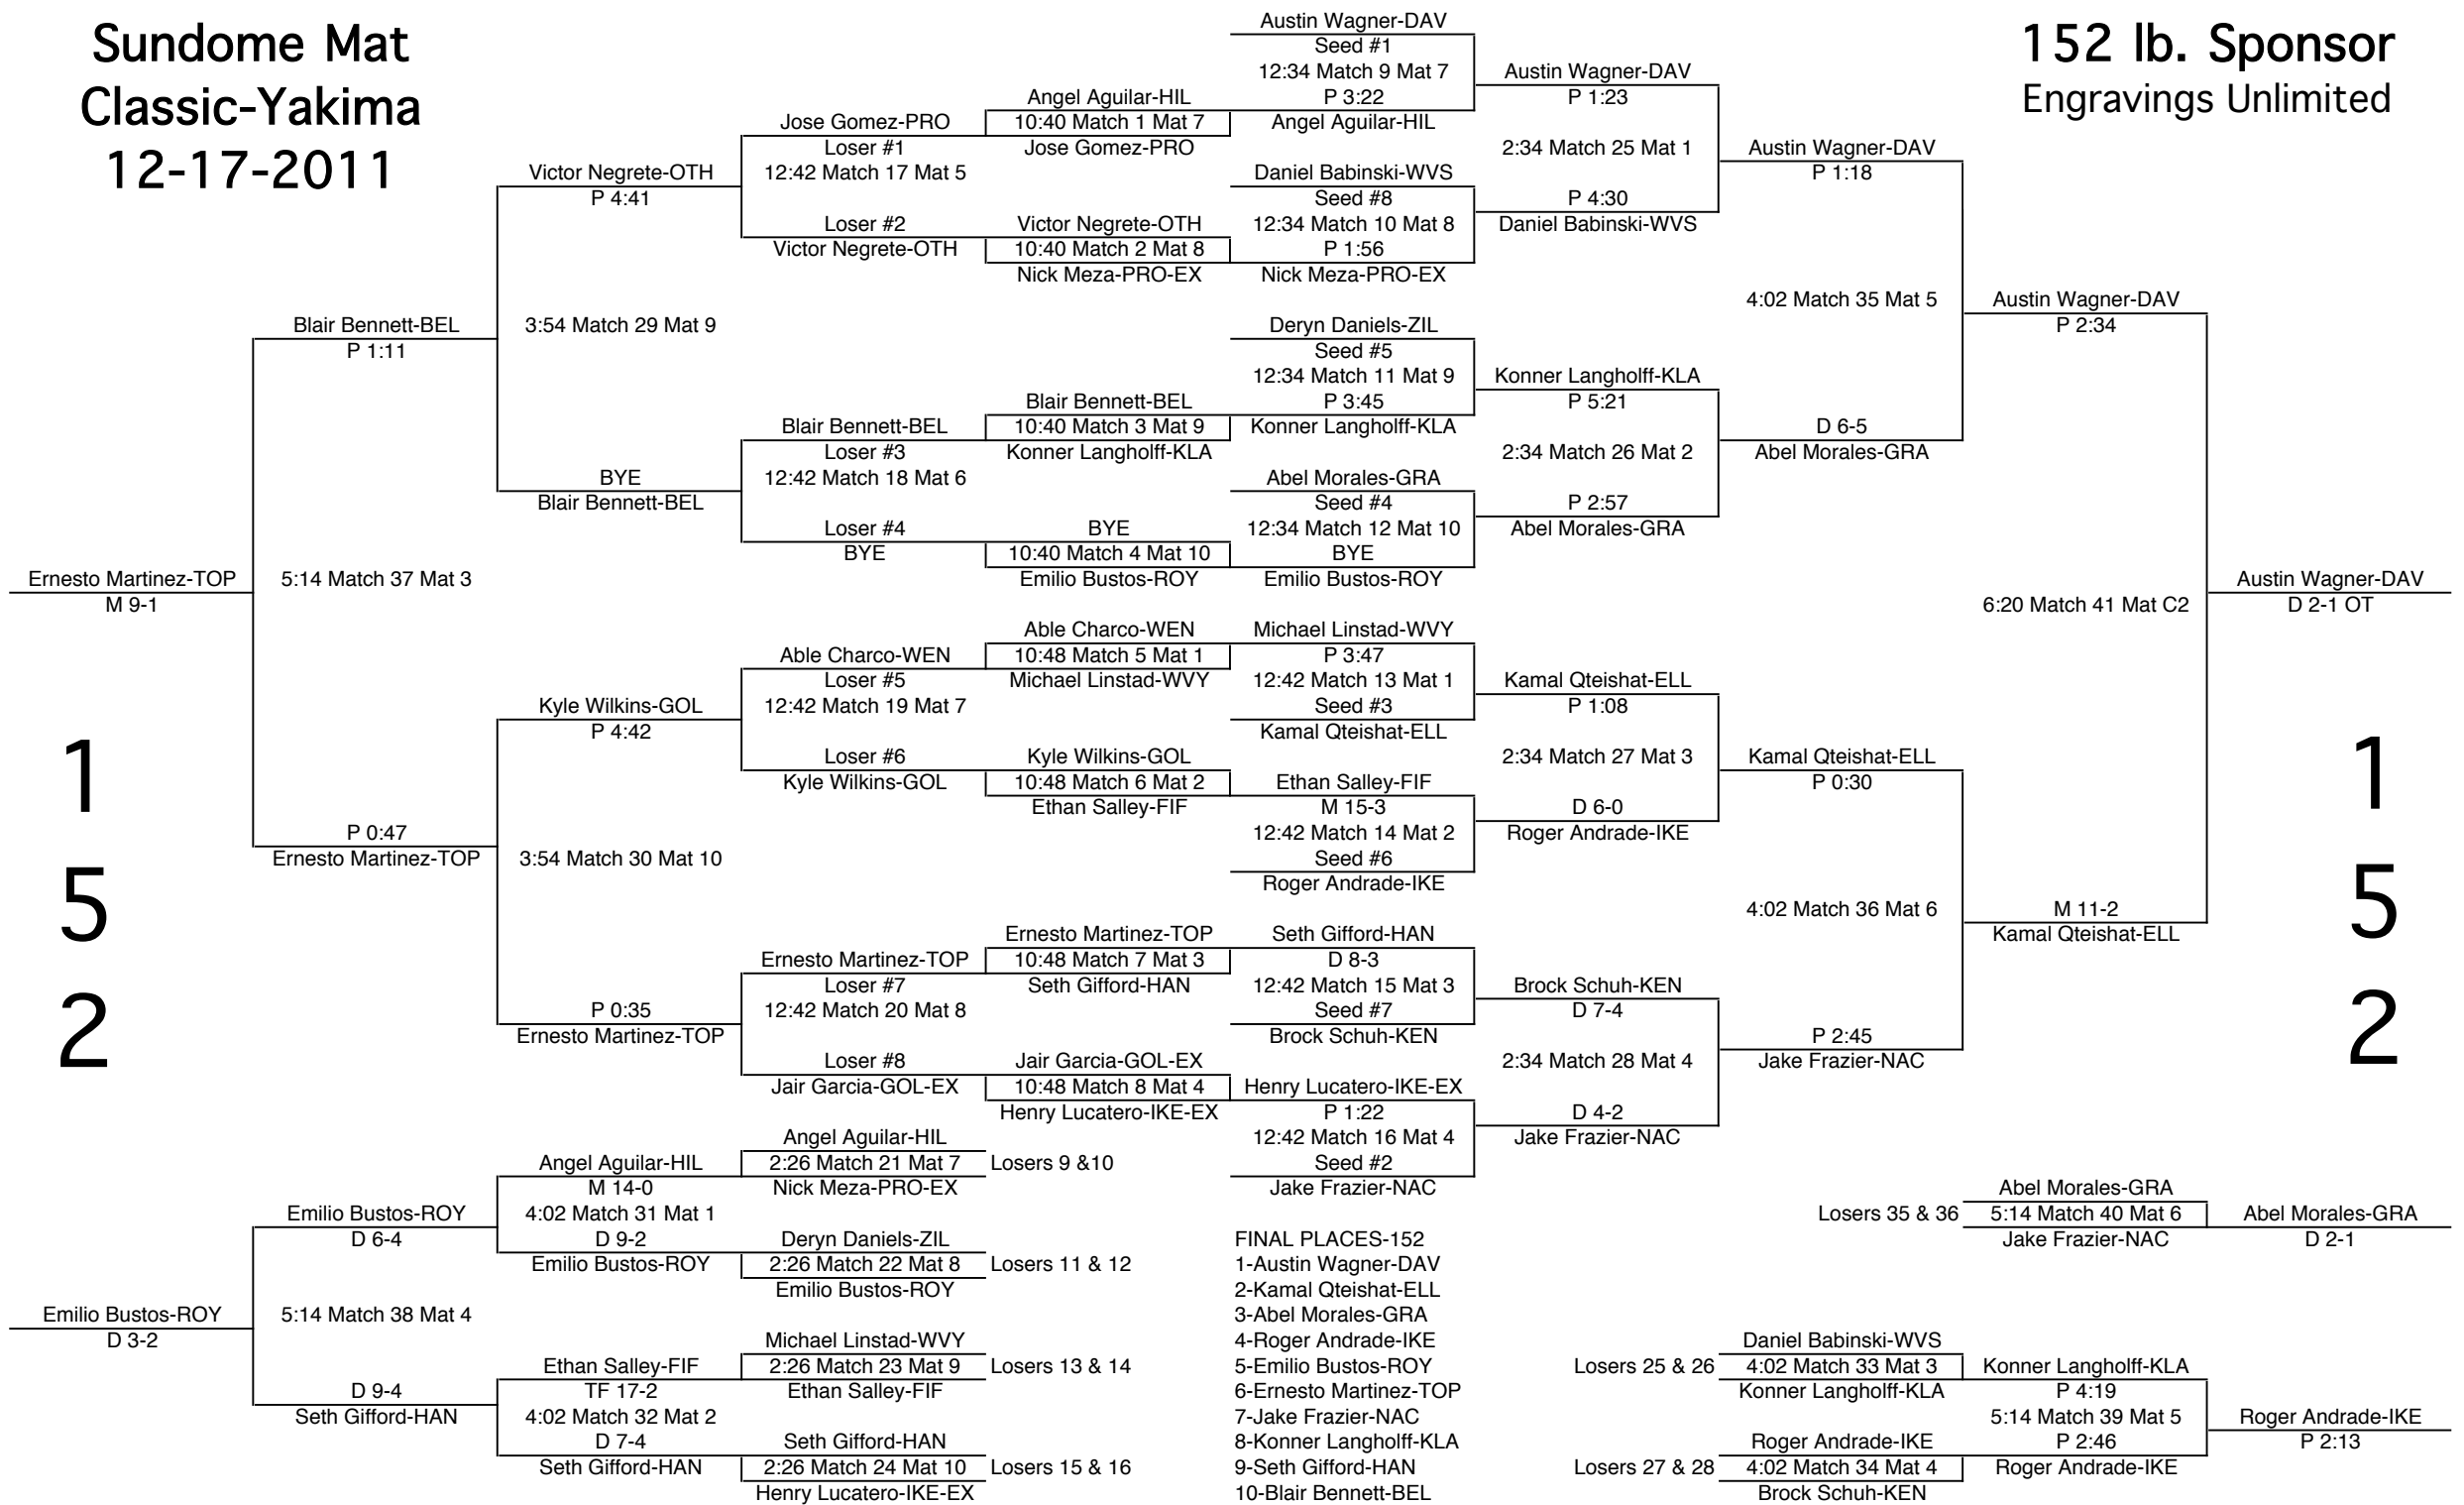 Sundome Mat
Classic-Yakima
12-17-2011
152 lb. Sponsor
Engravings Unlimited
1
5
2
Ernesto Martinez-TOP
M 9-1
Emilio Bustos-ROY
D 3-2
Blair Bennett-BEL
P 1:11
5:14 Match 37 Mat 3
P 0:47
Ernesto Martinez-TOP
Emilio Bustos-ROY
D 6-4
5:14 Match 38 Mat 4
D 9-4
Seth Gifford-HAN
Victor Negrete-OTH
P 4:41
3:54 Match 29 Mat 9
BYE
Blair Bennett-BEL
Kyle Wilkins-GOL
P 4:42
3:54 Match 30 Mat 10
P 0:35
Ernesto Martinez-TOP
Angel Aguilar-HIL
M 14-0
4:02 Match 31 Mat 1
D 9-2
Emilio Bustos-ROY
Ethan Salley-FIF
TF 17-2
4:02 Match 32 Mat 2
D 7-4
Seth Gifford-HAN
Jose Gomez-PRO
Loser #1
12:42 Match 17 Mat 5
Loser #2
Victor Negrete-OTH
Blair Bennett-BEL
Loser #3
12:42 Match 18 Mat 6
Loser #4
BYE
Able Charco-WEN
Loser #5
12:42 Match 19 Mat 7
Loser #6
Kyle Wilkins-GOL
Ernesto Martinez-TOP
Loser #7
12:42 Match 20 Mat 8
Loser #8
Jair Garcia-GOL-EX
Angel Aguilar-HIL
2:26 Match 21 Mat 7
Losers 9 &10
Nick Meza-PRO-EX
Deryn Daniels-ZIL
2:26 Match 22 Mat 8
Losers 11 & 12
Emilio Bustos-ROY
Michael Linstad-WVY
2:26 Match 23 Mat 9
Losers 13 & 14
Ethan Salley-FIF
Seth Gifford-HAN
2:26 Match 24 Mat 10
Losers 15 & 16
Henry Lucatero-IKE-EX
Angel Aguilar-HIL
10:40 Match 1 Mat 7
Jose Gomez-PRO
Victor Negrete-OTH
10:40 Match 2 Mat 8
Nick Meza-PRO-EX
Blair Bennett-BEL
10:40 Match 3 Mat 9
Konner Langholff-KLA
BYE
10:40 Match 4 Mat 10
Emilio Bustos-ROY
Able Charco-WEN
10:48 Match 5 Mat 1
Michael Linstad-WVY
Kyle Wilkins-GOL
10:48 Match 6 Mat 2
Ethan Salley-FIF
Ernesto Martinez-TOP
10:48 Match 7 Mat 3
Seth Gifford-HAN
Jair Garcia-GOL-EX
10:48 Match 8 Mat 4
Henry Lucatero-IKE-EX
Austin Wagner-DAV
Seed #1
12:34 Match 9 Mat 7
P 3:22
Angel Aguilar-HIL
Daniel Babinski-WVS
Seed #8
12:34 Match 10 Mat 8
P 1:56
Nick Meza-PRO-EX
Deryn Daniels-ZIL
Seed #5
12:34 Match 11 Mat 9
P 3:45
Konner Langholff-KLA
Abel Morales-GRA
Seed #4
12:34 Match 12 Mat 10
BYE
Emilio Bustos-ROY
Michael Linstad-WVY
P 3:47
12:42 Match 13 Mat 1
Seed #3
Kamal Qteishat-ELL
Ethan Salley-FIF
M 15-3
12:42 Match 14 Mat 2
Seed #6
Roger Andrade-IKE
Seth Gifford-HAN
D 8-3
12:42 Match 15 Mat 3
Seed #7
Brock Schuh-KEN
Henry Lucatero-IKE-EX
P 1:22
12:42 Match 16 Mat 4
Seed #2
Jake Frazier-NAC
FINAL PLACES-152
1-Austin Wagner-DAV
2-Kamal Qteishat-ELL
3-Abel Morales-GRA
4-Roger Andrade-IKE
5-Emilio Bustos-ROY
6-Ernesto Martinez-TOP
7-Jake Frazier-NAC
8-Konner Langholff-KLA
9-Seth Gifford-HAN
10-Blair Bennett-BEL
Austin Wagner-DAV
P 1:23
2:34 Match 25 Mat 1
P 4:30
Daniel Babinski-WVS
Konner Langholff-KLA
P 5:21
2:34 Match 26 Mat 2
P 2:57
Abel Morales-GRA
Kamal Qteishat-ELL
P 1:08
2:34 Match 27 Mat 3
D 6-0
Roger Andrade-IKE
Brock Schuh-KEN
D 7-4
2:34 Match 28 Mat 4
D 4-2
Jake Frazier-NAC
Austin Wagner-DAV
P 1:18
4:02 Match 35 Mat 5
D 6-5
Abel Morales-GRA
Kamal Qteishat-ELL
P 0:30
4:02 Match 36 Mat 6
P 2:45
Jake Frazier-NAC
Austin Wagner-DAV
P 2:34
6:20 Match 41 Mat C2
M 11-2
Kamal Qteishat-ELL
Austin Wagner-DAV
D 2-1 OT
Abel Morales-GRA
Losers 35 & 36
5:14 Match 40 Mat 6
Jake Frazier-NAC
Abel Morales-GRA
D 2-1
Daniel Babinski-WVS
Losers 25 & 26
4:02 Match 33 Mat 3
Konner Langholff-KLA
Roger Andrade-IKE
Losers 27 & 28
4:02 Match 34 Mat 4
Brock Schuh-KEN
Konner Langholff-KLA
P 4:19
5:14 Match 39 Mat 5
P 2:46
Roger Andrade-IKE
Roger Andrade-IKE
P 2:13
1
5
2